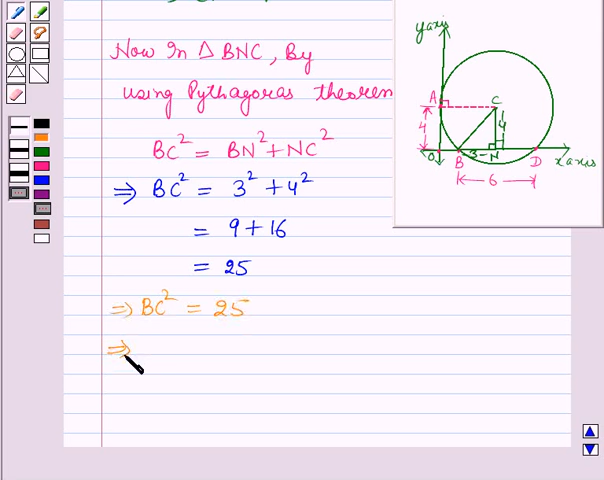 Now In △ BNC, By
using Pythagoras theorem
BC² = BN² + NC²
⇒ BC² = 3² + 4²
= 9 + 16
= 25
⇒ BC² = 25
⇒
y axis
A
C
4
4
O
B
3
N
D
x axis
6